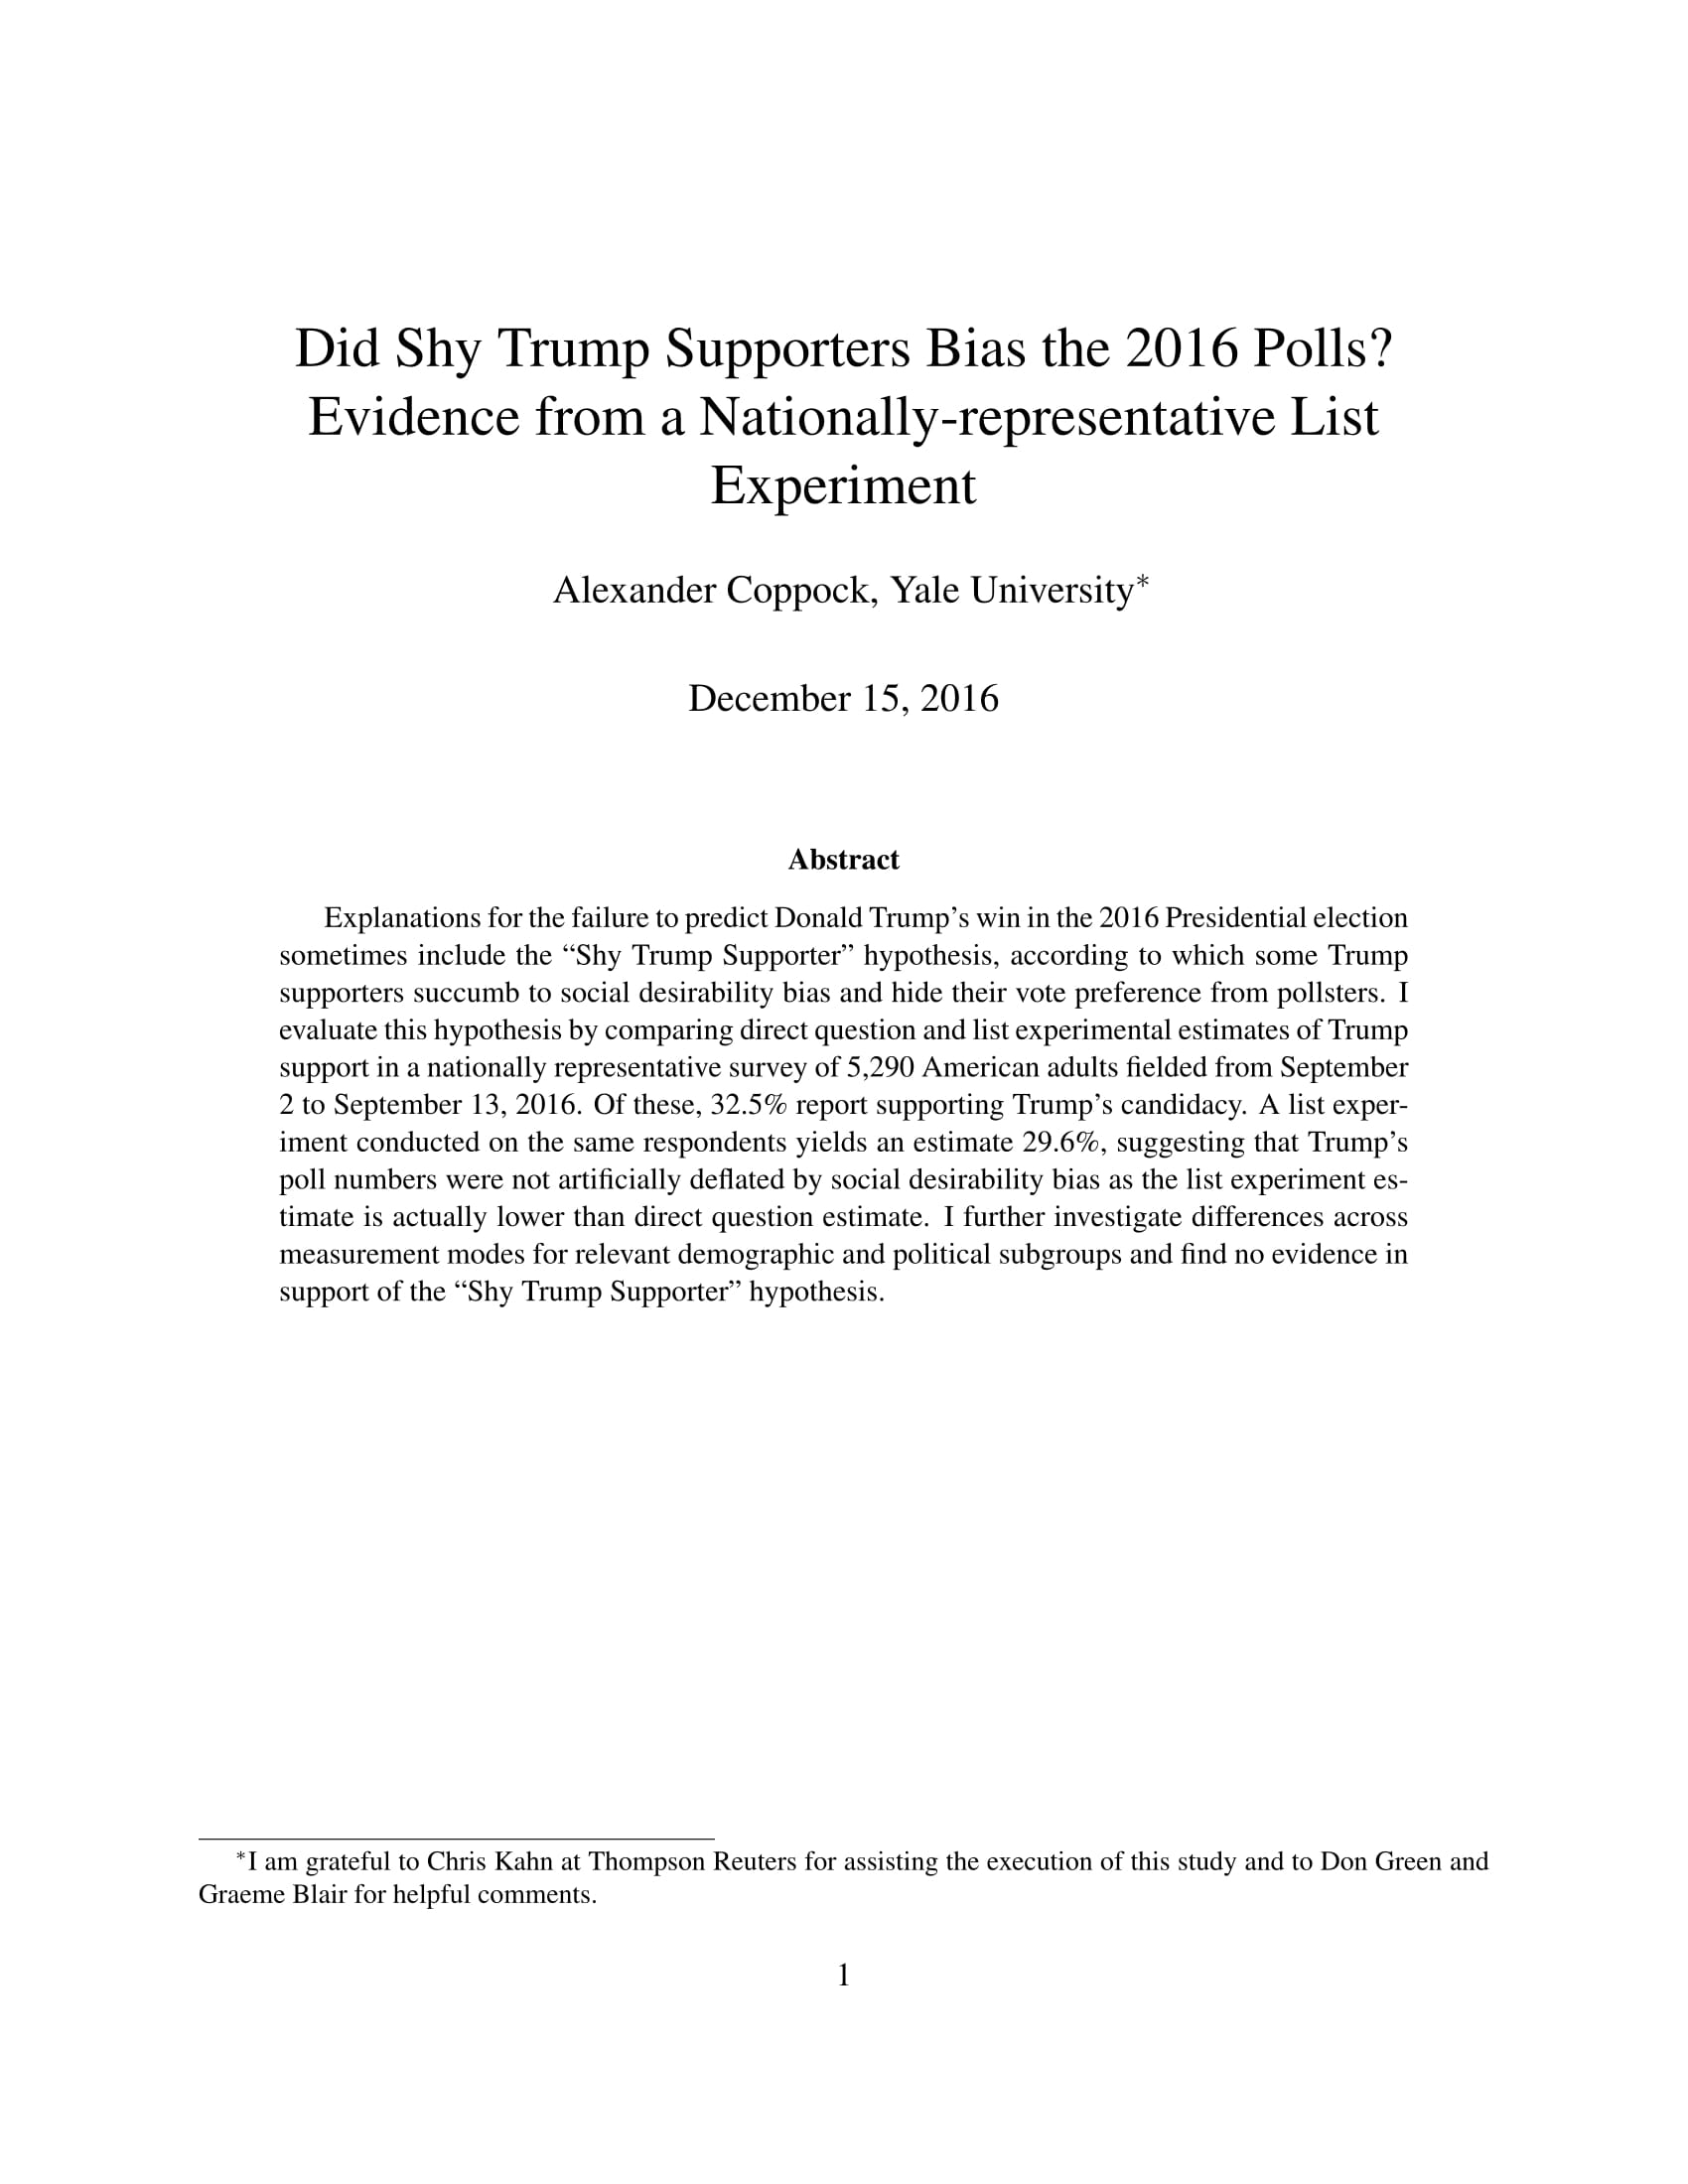 Did Shy Trump Supporters Bias the 2016 Polls?
Evidence from a Nationally-representative List
Experiment
Alexander Coppock, Yale University*
December 15, 2016
Abstract
Explanations for the failure to predict Donald Trump's win in the 2016 Presidential election
sometimes include the “Shy Trump Supporter” hypothesis, according to which some Trump
supporters succumb to social desirability bias and hide their vote preference from pollsters. I
evaluate this hypothesis by comparing direct question and list experimental estimates of Trump
support in a nationally representative survey of 5,290 American adults fielded from September
2 to September 13, 2016. Of these, 32.5% report supporting Trump's candidacy. A list exper-
iment conducted on the same respondents yields an estimate 29.6%, suggesting that Trump's
poll numbers were not artificially deflated by social desirability bias as the list experiment es-
timate is actually lower than direct question estimate. I further investigate differences across
measurement modes for relevant demographic and political subgroups and find no evidence in
support of the “Shy Trump Supporter” hypothesis.
*I am grateful to Chris Kahn at Thompson Reuters for assisting the execution of this study and to Don Green and
Graeme Blair for helpful comments.
1